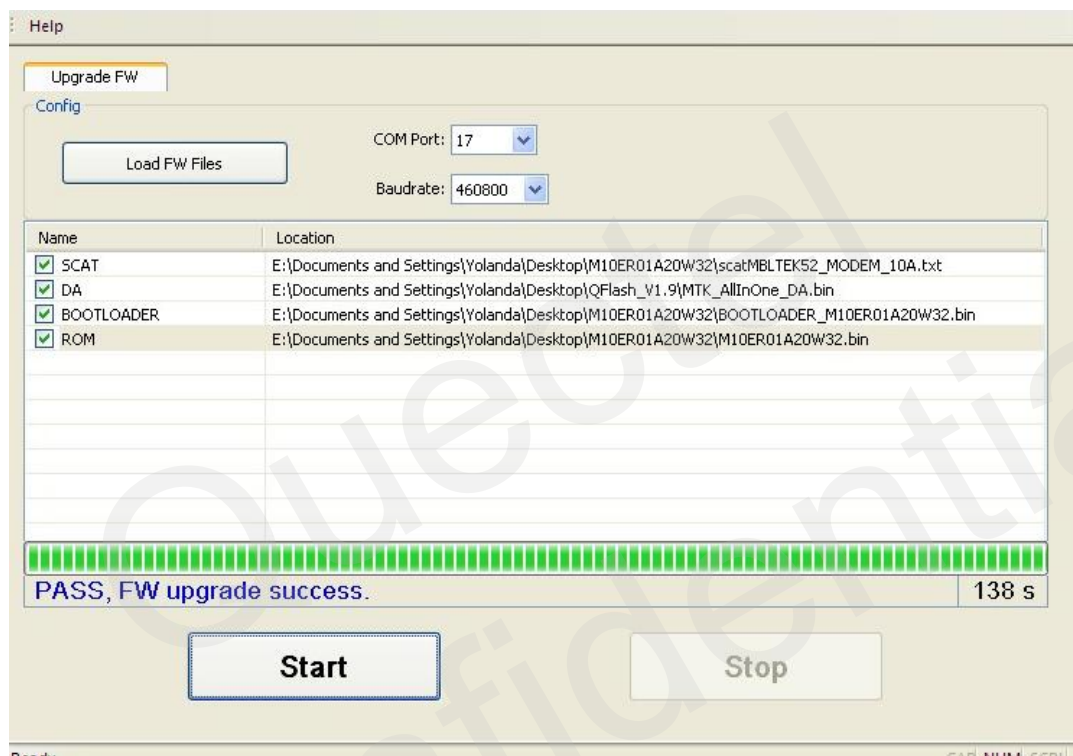 Help
Upgrade FW
Config
Load FW Files
COM Port: 17
Baudrate: 460800
Name Location
SCAT E:\Documents and Settings\Yolanda\Desktop\M10ER01A20W32\scatMBLTEK52_MODEM_10A.txt
DA E:\Documents and Settings\Yolanda\Desktop\QFlash_V1.9\MTK_AllInOne_DA.bin
BOOTLOADER E:\Documents and Settings\Yolanda\Desktop\M10ER01A20W32\BOOTLOADER_M10ER01A20W32.bin
ROM E:\Documents and Settings\Yolanda\Desktop\M10ER01A20W32\M10ER01A20W32.bin
PASS, FW upgrade success. 138 s
Start Stop
Quectel